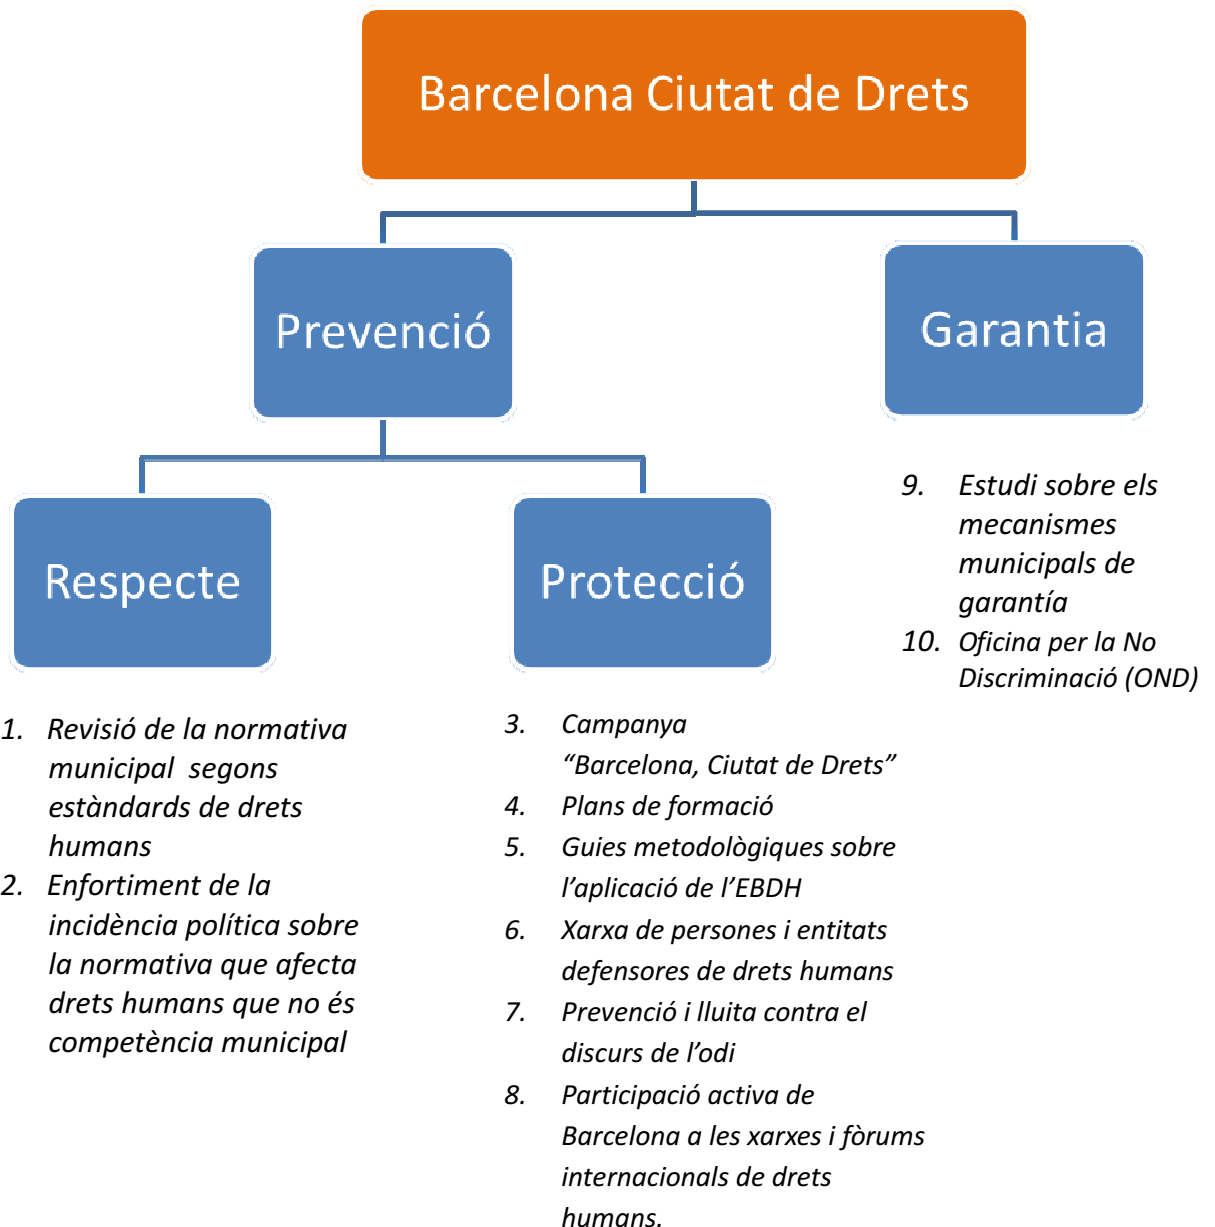 Barcelona Ciutat de Drets
Prevenció
Garantia
Respecte
Protecció
1. Revisió de la normativa
municipal segons
estàndards de drets
humans
2. Enfortiment de la
incidència política sobre
la normativa que afecta
drets humans que no és
competència municipal
3. Campanya
“Barcelona, Ciutat de Drets”
4. Plans de formació
5. Guies metodològiques sobre
l’aplicació de l’EBDH
6. Xarxa de persones i entitats
defensores de drets humans
7. Prevenció i lluita contra el
discurs de l’odi
8. Participació activa de
Barcelona a les xarxes i fòrums
internacionals de drets
humans.
9. Estudi sobre els
mecanismes
municipals de
garantía
10. Oficina per la No
Discriminació (OND)